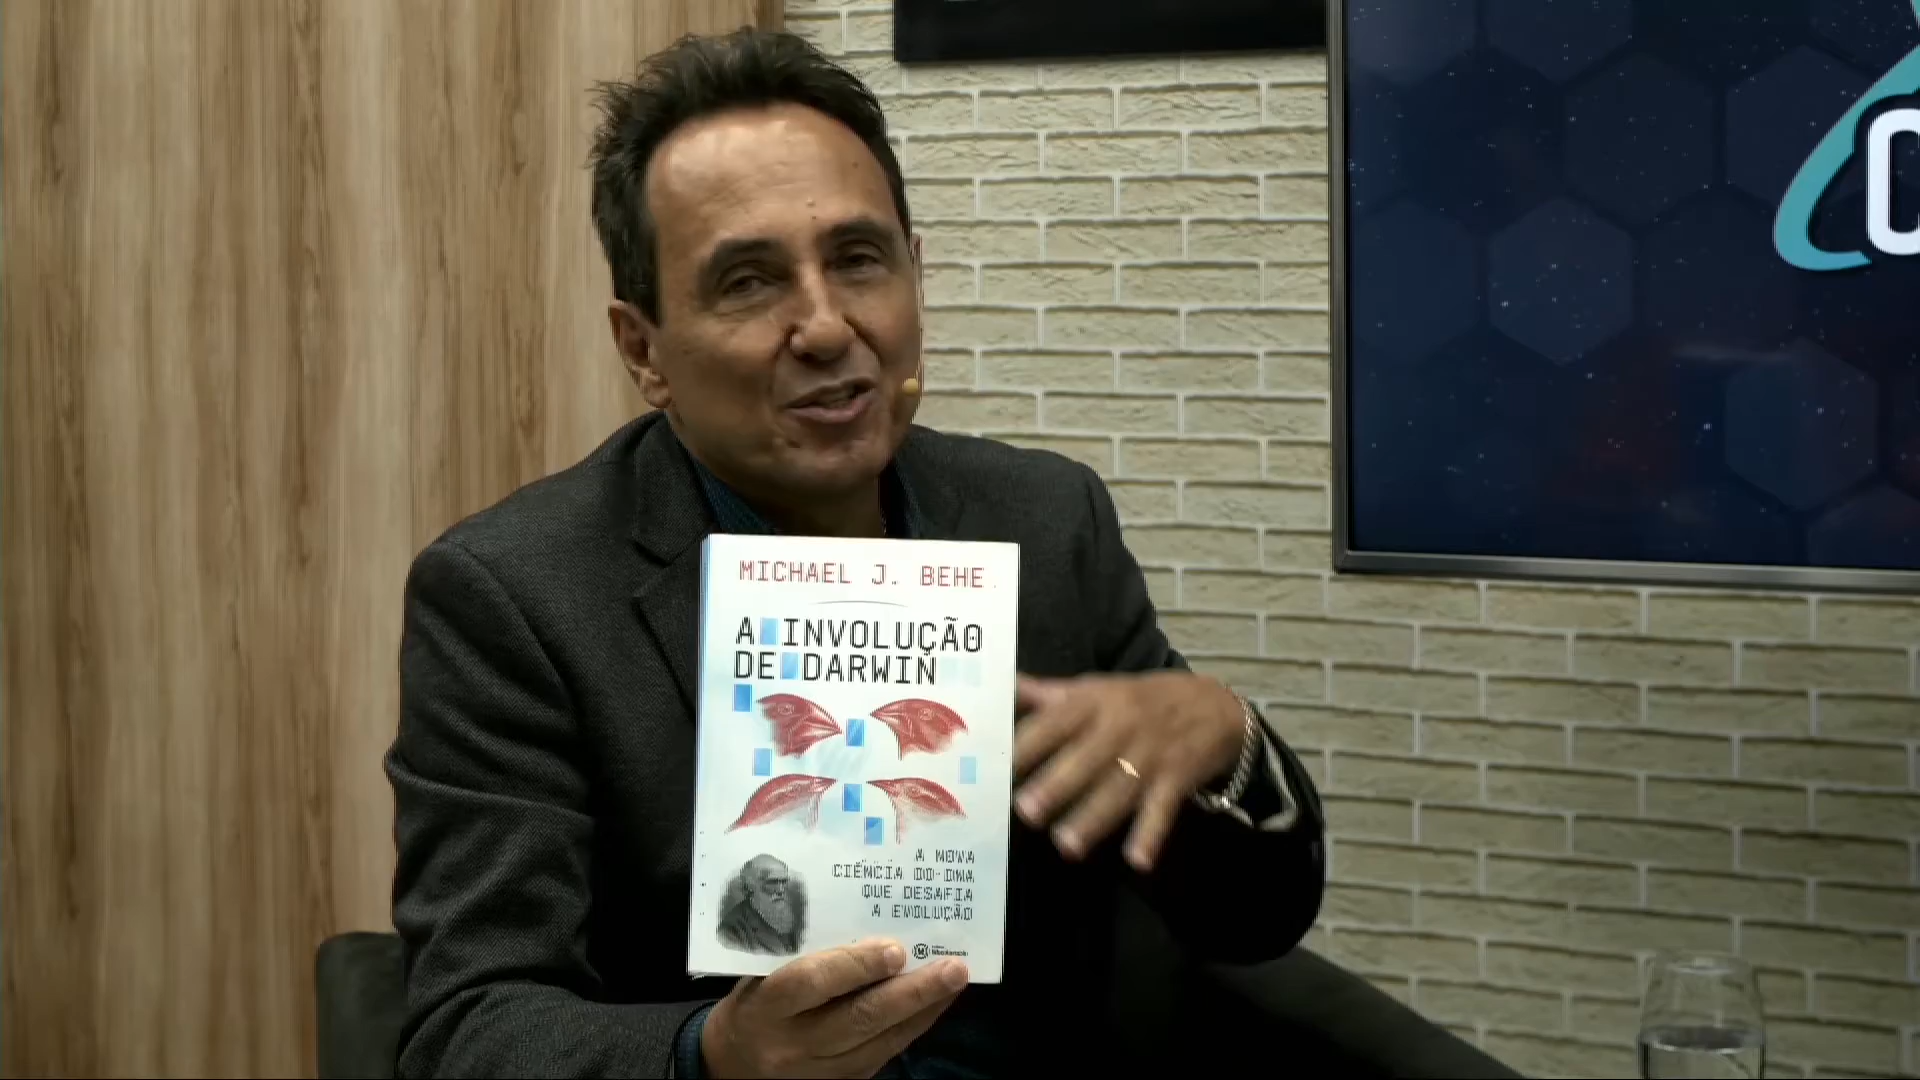 MICHAEL J. BEHE
A INVOLUÇÃO
DE DARWIN
A NOVA
CIÊNCIA DO DNA
QUE DESAFIA
A EVOLUÇÃO